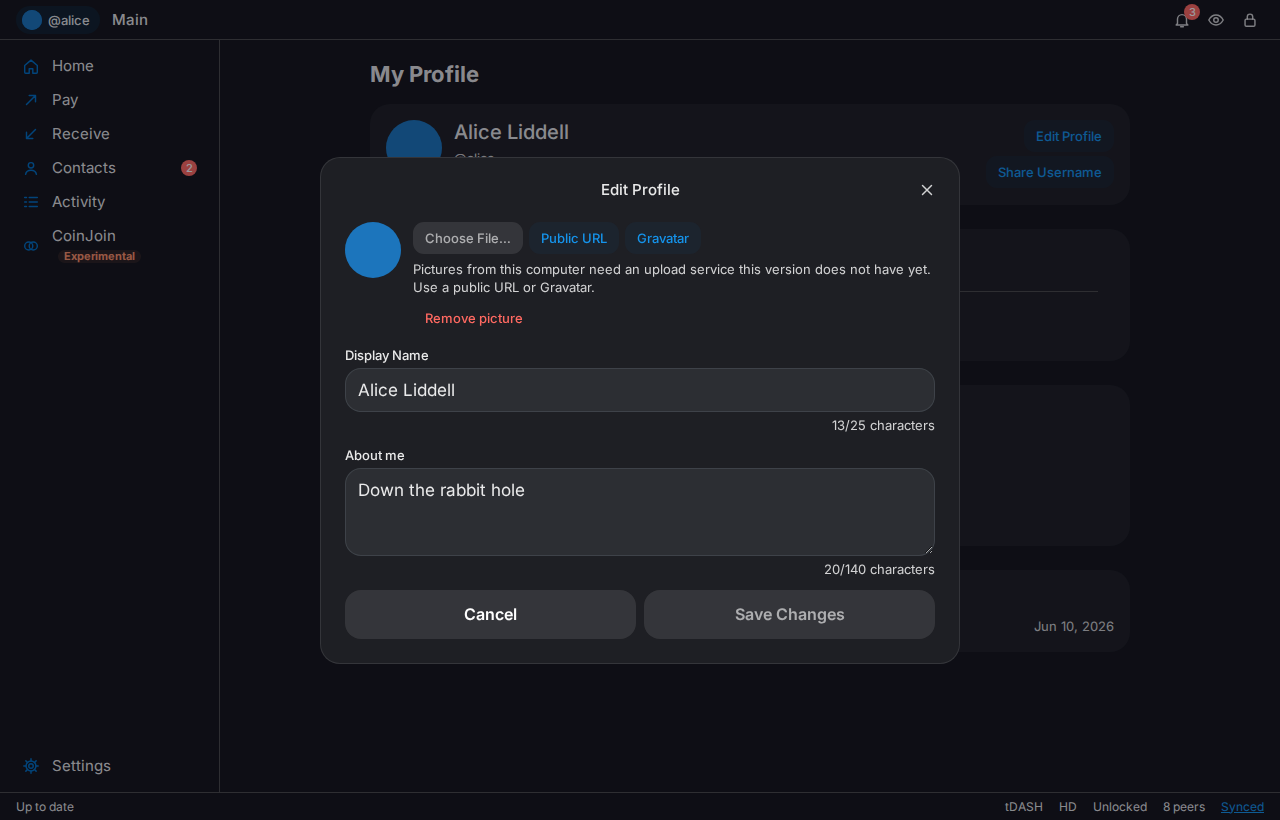 @alice
Main
3
Home
Pay
Receive
Contacts
2
Activity
CoinJoin
Experimental
Settings
My Profile
Alice Liddell
@alice
Edit Profile
Share Username
Edit Profile
Choose File...
Public URL
Gravatar
Pictures from this computer need an upload service this version does not have yet.
Use a public URL or Gravatar.
Remove picture
Display Name
Alice Liddell
13/25 characters
About me
Down the rabbit hole
20/140 characters
Cancel
Save Changes
Jun 10, 2026
Up to date
tDASH
HD
Unlocked
8 peers
Synced